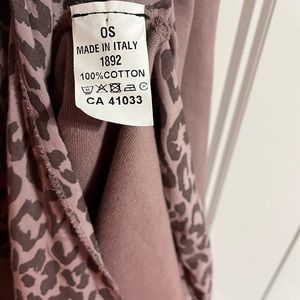 OS
MADE IN ITALY
1892
100%COTTON
CA 41033